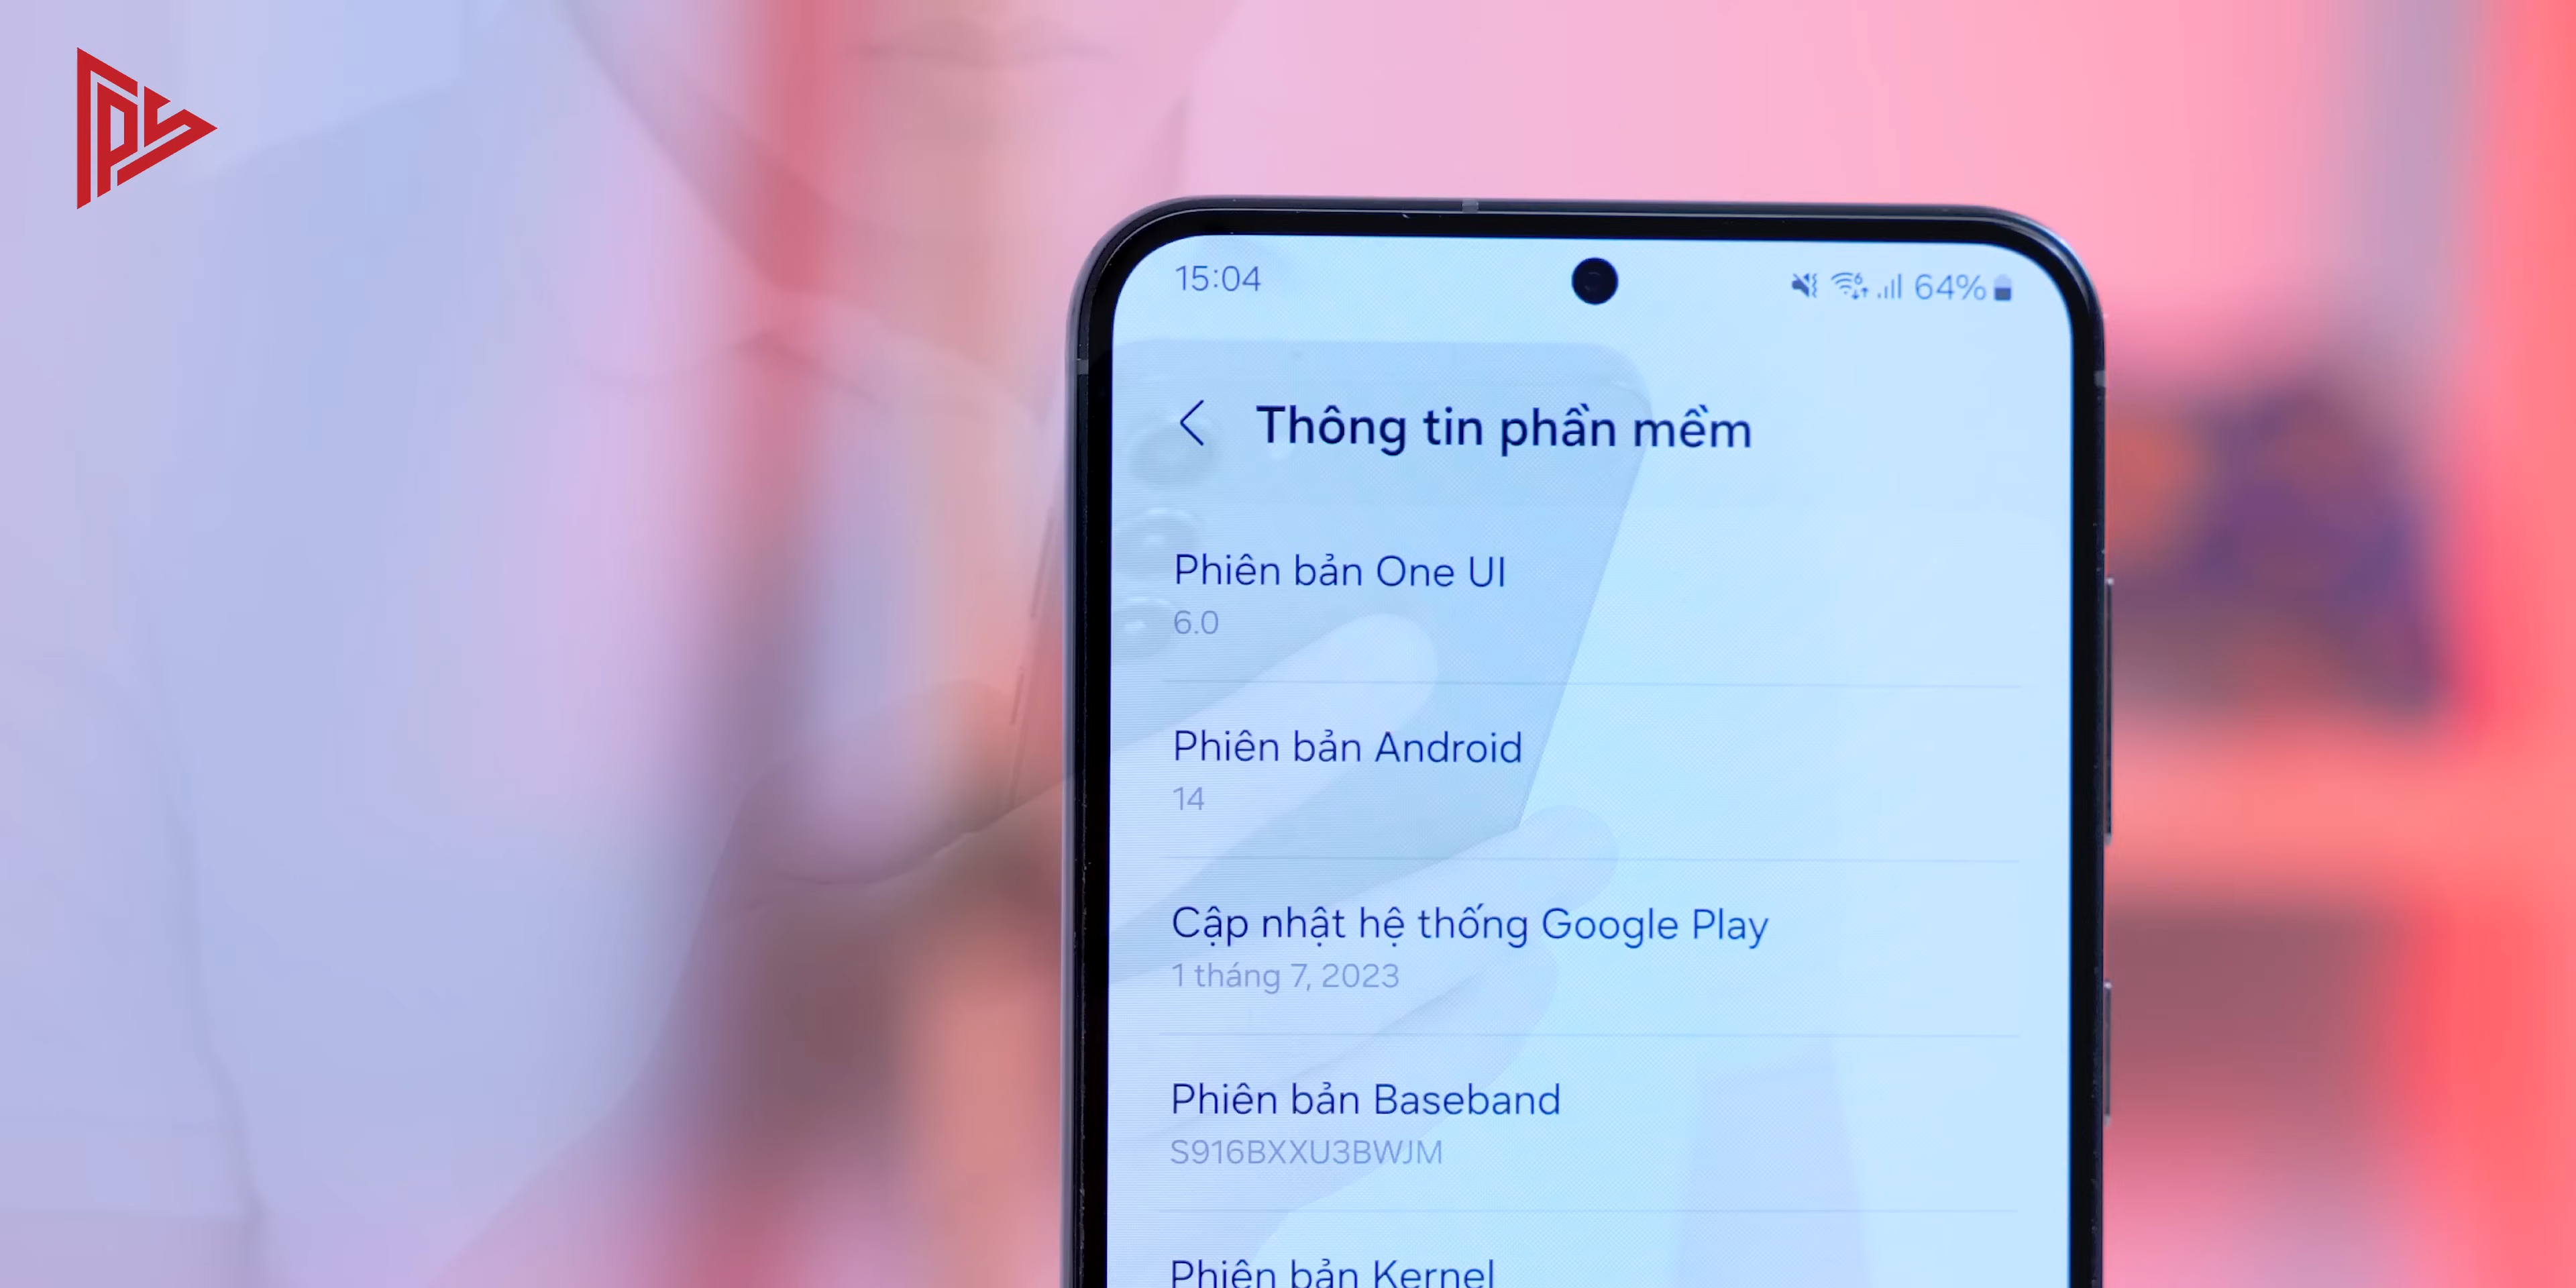 15:04
64%
Thông tin phần mềm
Phiên bản One UI
6.0
Phiên bản Android
14
Cập nhật hệ thống Google Play
1 tháng 7, 2023
Phiên bản Baseband
S916BXXU3BWJM
Phiên bản Kernel